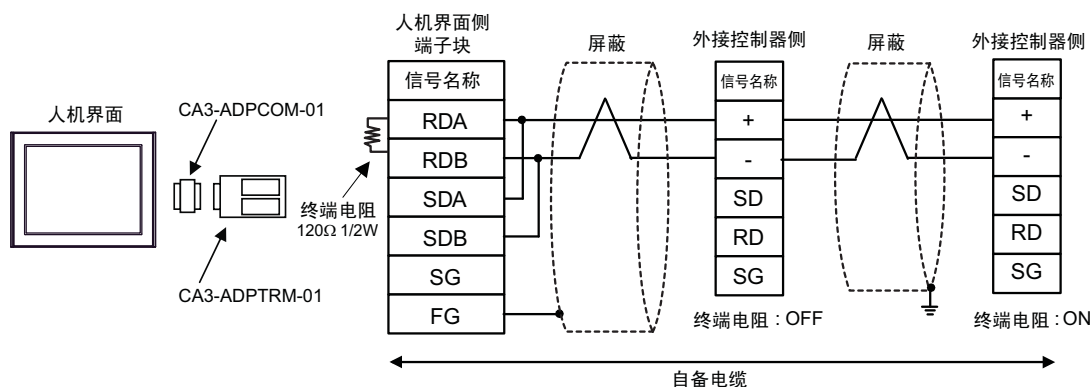 人机界面
CA3-ADPCOM-01
CA3-ADPTRM-01
终端电阻
120Ω 1/2W
人机界面侧
端子块
信号名称
RDA
RDB
SDA
SDB
SG
FG
屏蔽
外接控制器侧
信号名称
+
-
SD
RD
SG
终端电阻 : OFF
屏蔽
外接控制器侧
信号名称
+
-
SD
RD
SG
终端电阻 : ON
自备电缆